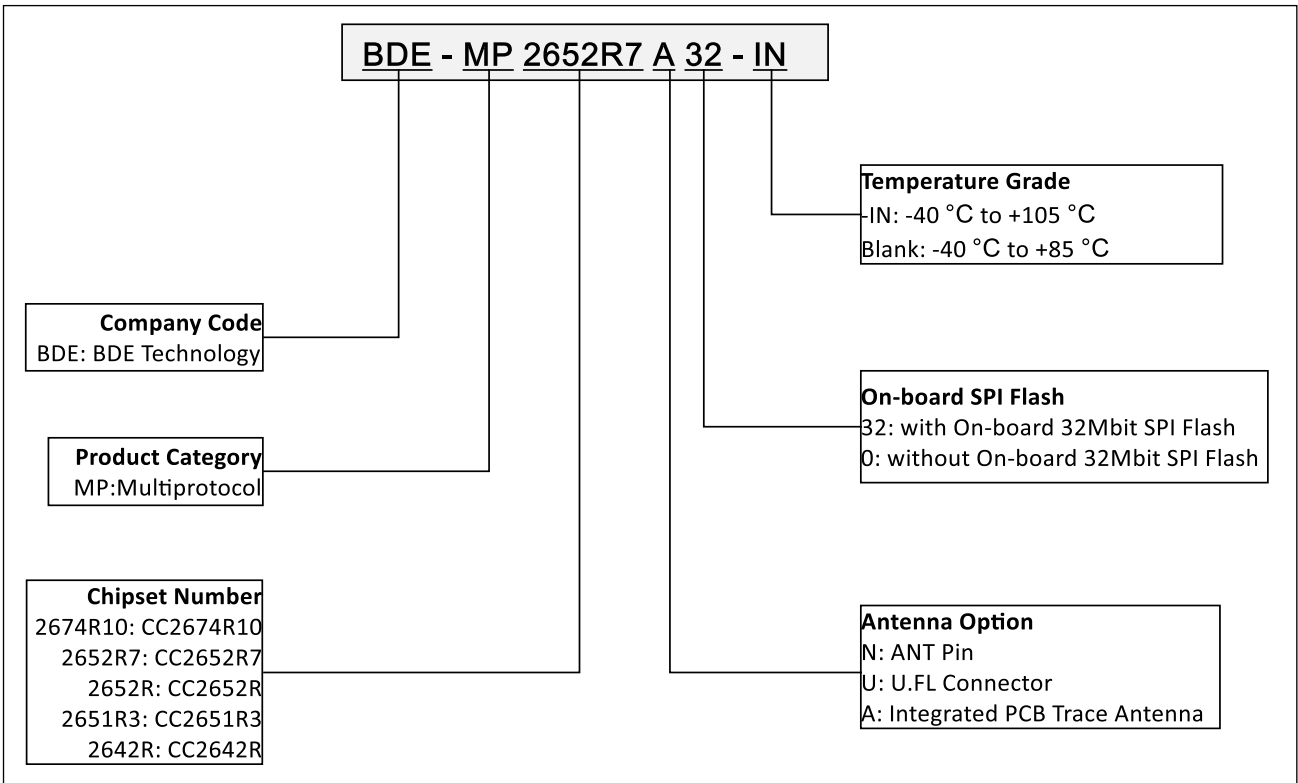 BDE - MP 2652R7 A 32 - IN
Temperature Grade
-IN: -40 °C to +105 °C
Blank: -40 °C to +85 °C
Company Code
BDE: BDE Technology
On-board SPI Flash
32: with On-board 32Mbit SPI Flash
0: without On-board 32Mbit SPI Flash
Product Category
MP:Multiprotocol
Chipset Number
2674R10: CC2674R10
2652R7: CC2652R7
2652R: CC2652R
2651R3: CC2651R3
2642R: CC2642R
Antenna Option
N: ANT Pin
U: U.FL Connector
A: Integrated PCB Trace Antenna